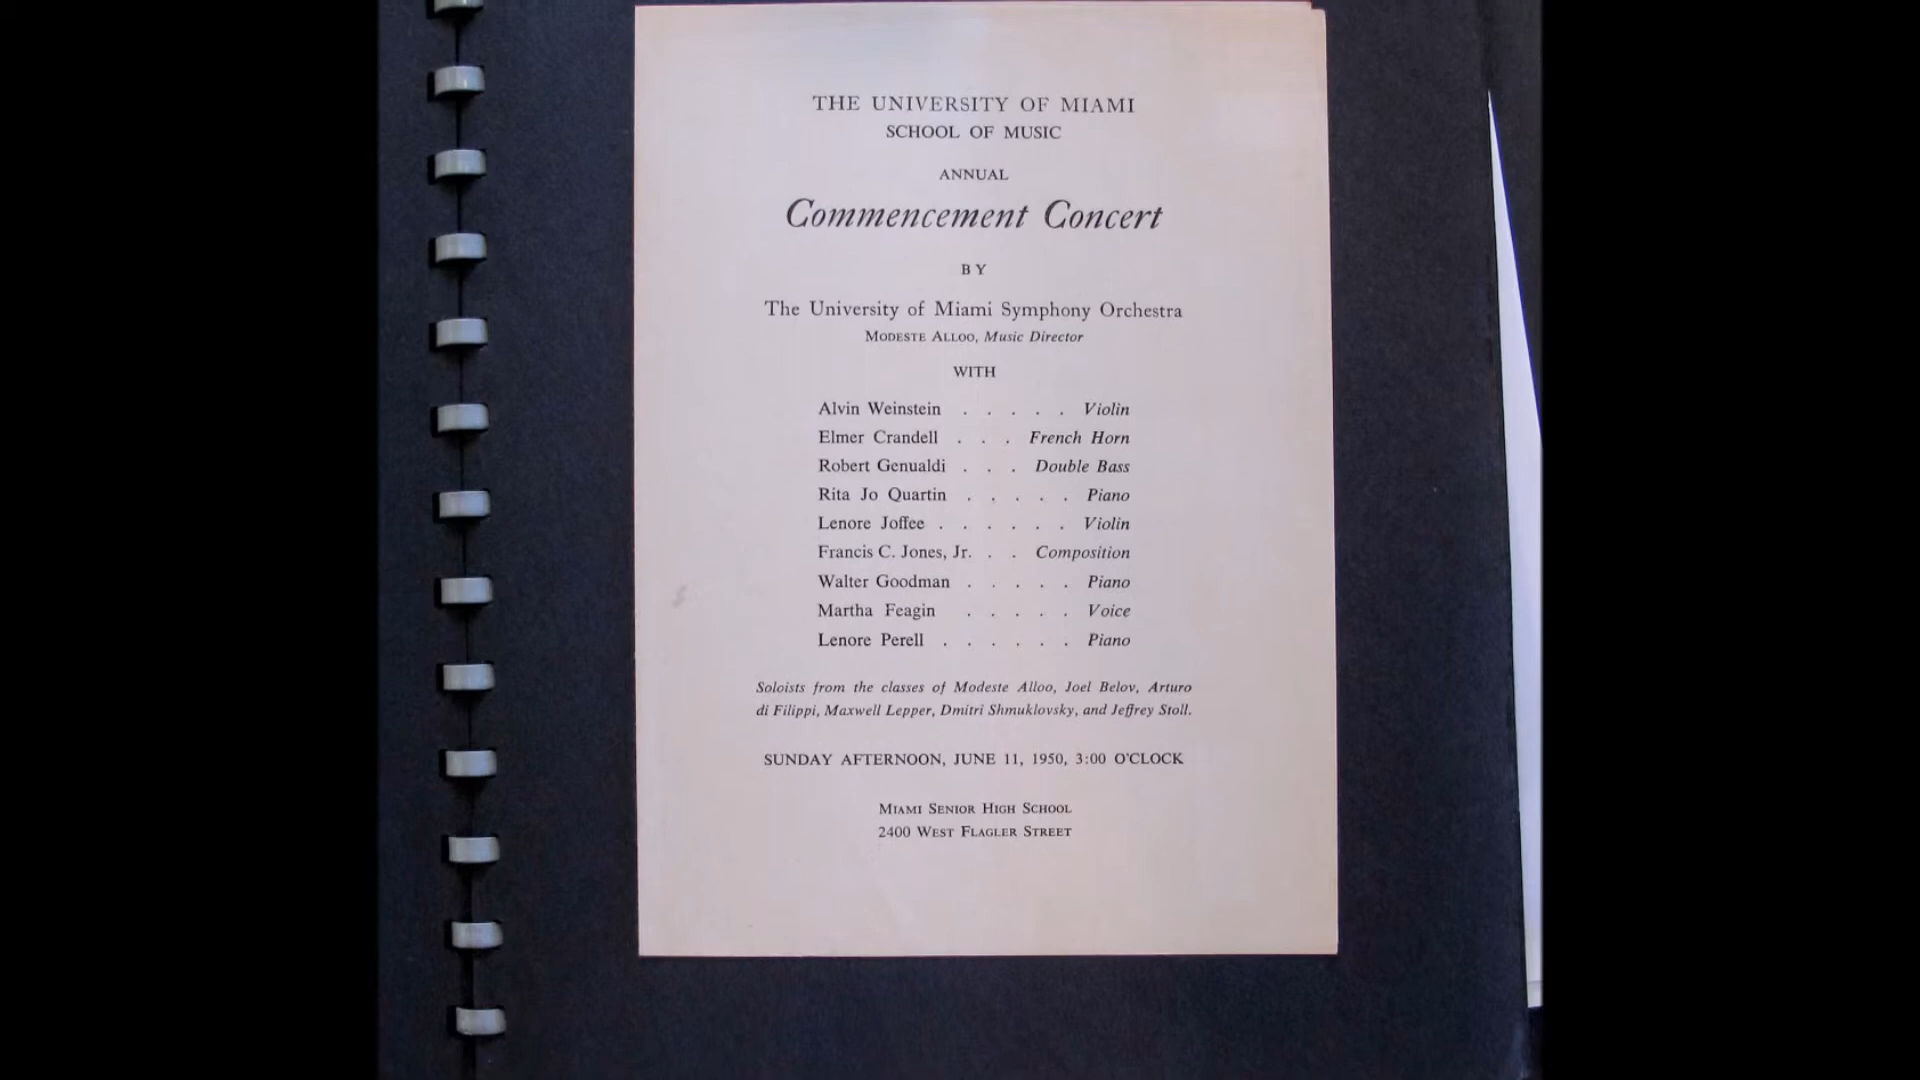 THE UNIVERSITY OF MIAMI
SCHOOL OF MUSIC
ANNUAL
Commencement Concert
BY
The University of Miami Symphony Orchestra
MODESTE ALLOO, Music Director
WITH
Alvin Weinstein . . . . . Violin
Elmer Crandell . . . French Horn
Robert Genualdi . . . Double Bass
Rita Jo Quartin . . . . . Piano
Lenore Joffee . . . . . . Violin
Francis C. Jones, Jr. . . Composition
Walter Goodman . . . . . Piano
Martha Feagin . . . . . Voice
Lenore Perell . . . . . . Piano
Soloists from the classes of Modeste Alloo, Joel Belov, Arturo
di Filippi, Maxwell Lepper, Dmitri Shmuklovsky, and Jeffrey Stoll.
SUNDAY AFTERNOON, JUNE 11, 1950, 3:00 O'CLOCK
MIAMI SENIOR HIGH SCHOOL
2400 WEST FLAGLER STREET